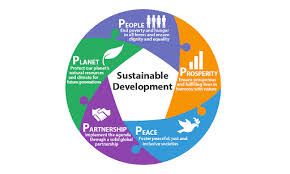 PEOPLE
End poverty and hunger
in all forms and ensure
dignity and equality
PLANET
Protect our planet's
natural resources
and climate for
future generations
Sustainable
Development
PROSPERITY
Ensure prosperous
and fulfilling lives in
harmony with nature
PARTNERSHIP
Implement the agenda
through a solid global
partnership
PEACE
Foster peaceful, just and
inclusive societies